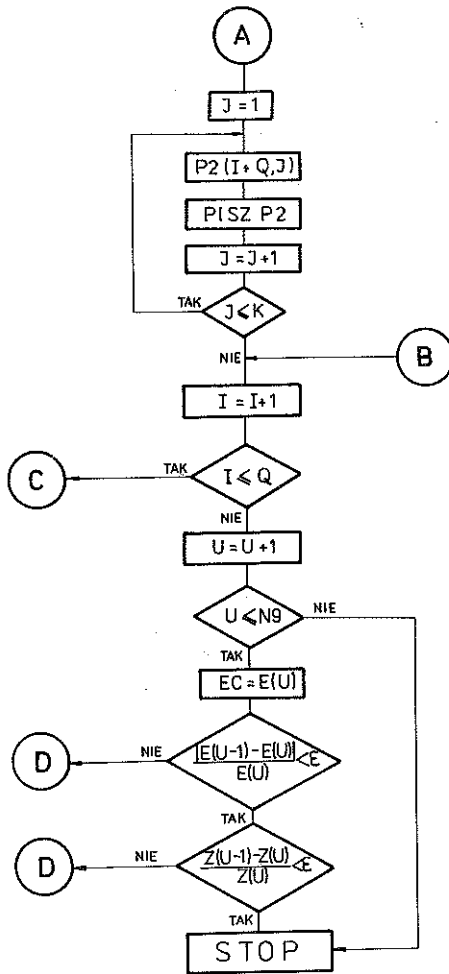 A
J = 1
P2(I+Q,J)
PISZ P2
J = J+1
TAK
J ⩽ K
NIE
B
I = I+1
C
TAK
I ⩽ Q
NIE
U = U+1
U ⩽ N9
NIE
TAK
EC = E(U)
D
NIE
|E(U-1)-E(U)|
E(U)
<Ɛ
TAK
D
NIE
Z(U-1)-Z(U)
Z(U)
<Ɛ
TAK
STOP